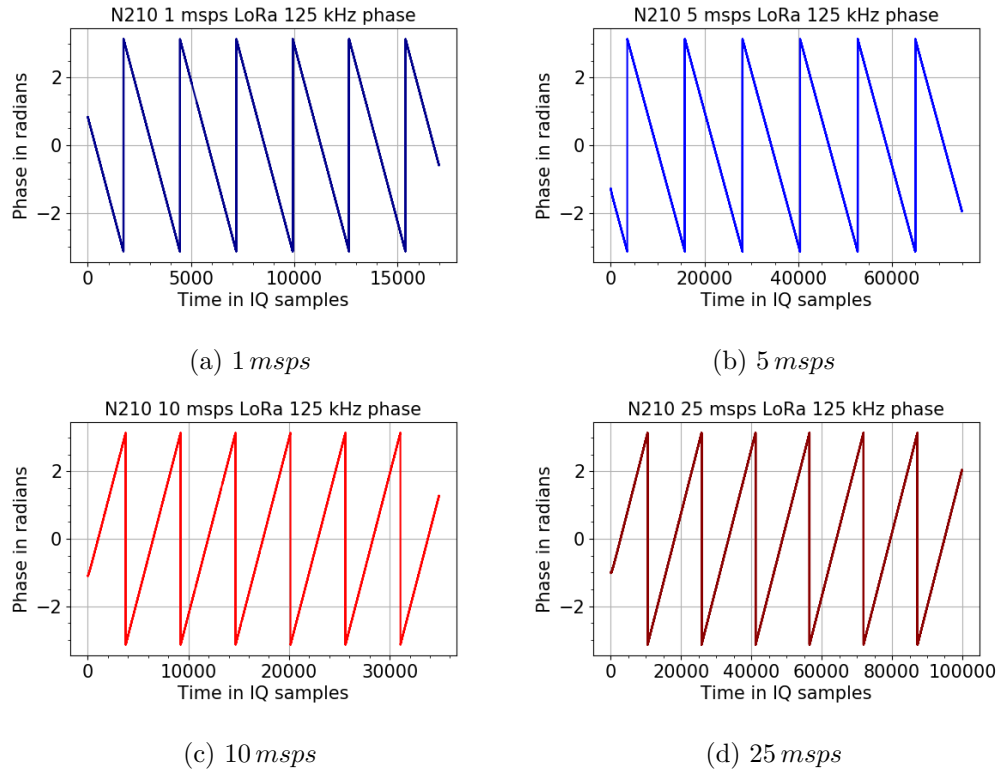 N210 1 msps LoRa 125 kHz phase
Phase in radians
2
0
−2
0 5000 10000 15000
Time in IQ samples
(a) 1 msps
N210 5 msps LoRa 125 kHz phase
Phase in radians
2
0
−2
0 20000 40000 60000
Time in IQ samples
(b) 5 msps
N210 10 msps LoRa 125 kHz phase
Phase in radians
2
0
−2
0 10000 20000 30000
Time in IQ samples
(c) 10 msps
N210 25 msps LoRa 125 kHz phase
Phase in radians
2
0
−2
0 20000 40000 60000 80000 100000
Time in IQ samples
(d) 25 msps